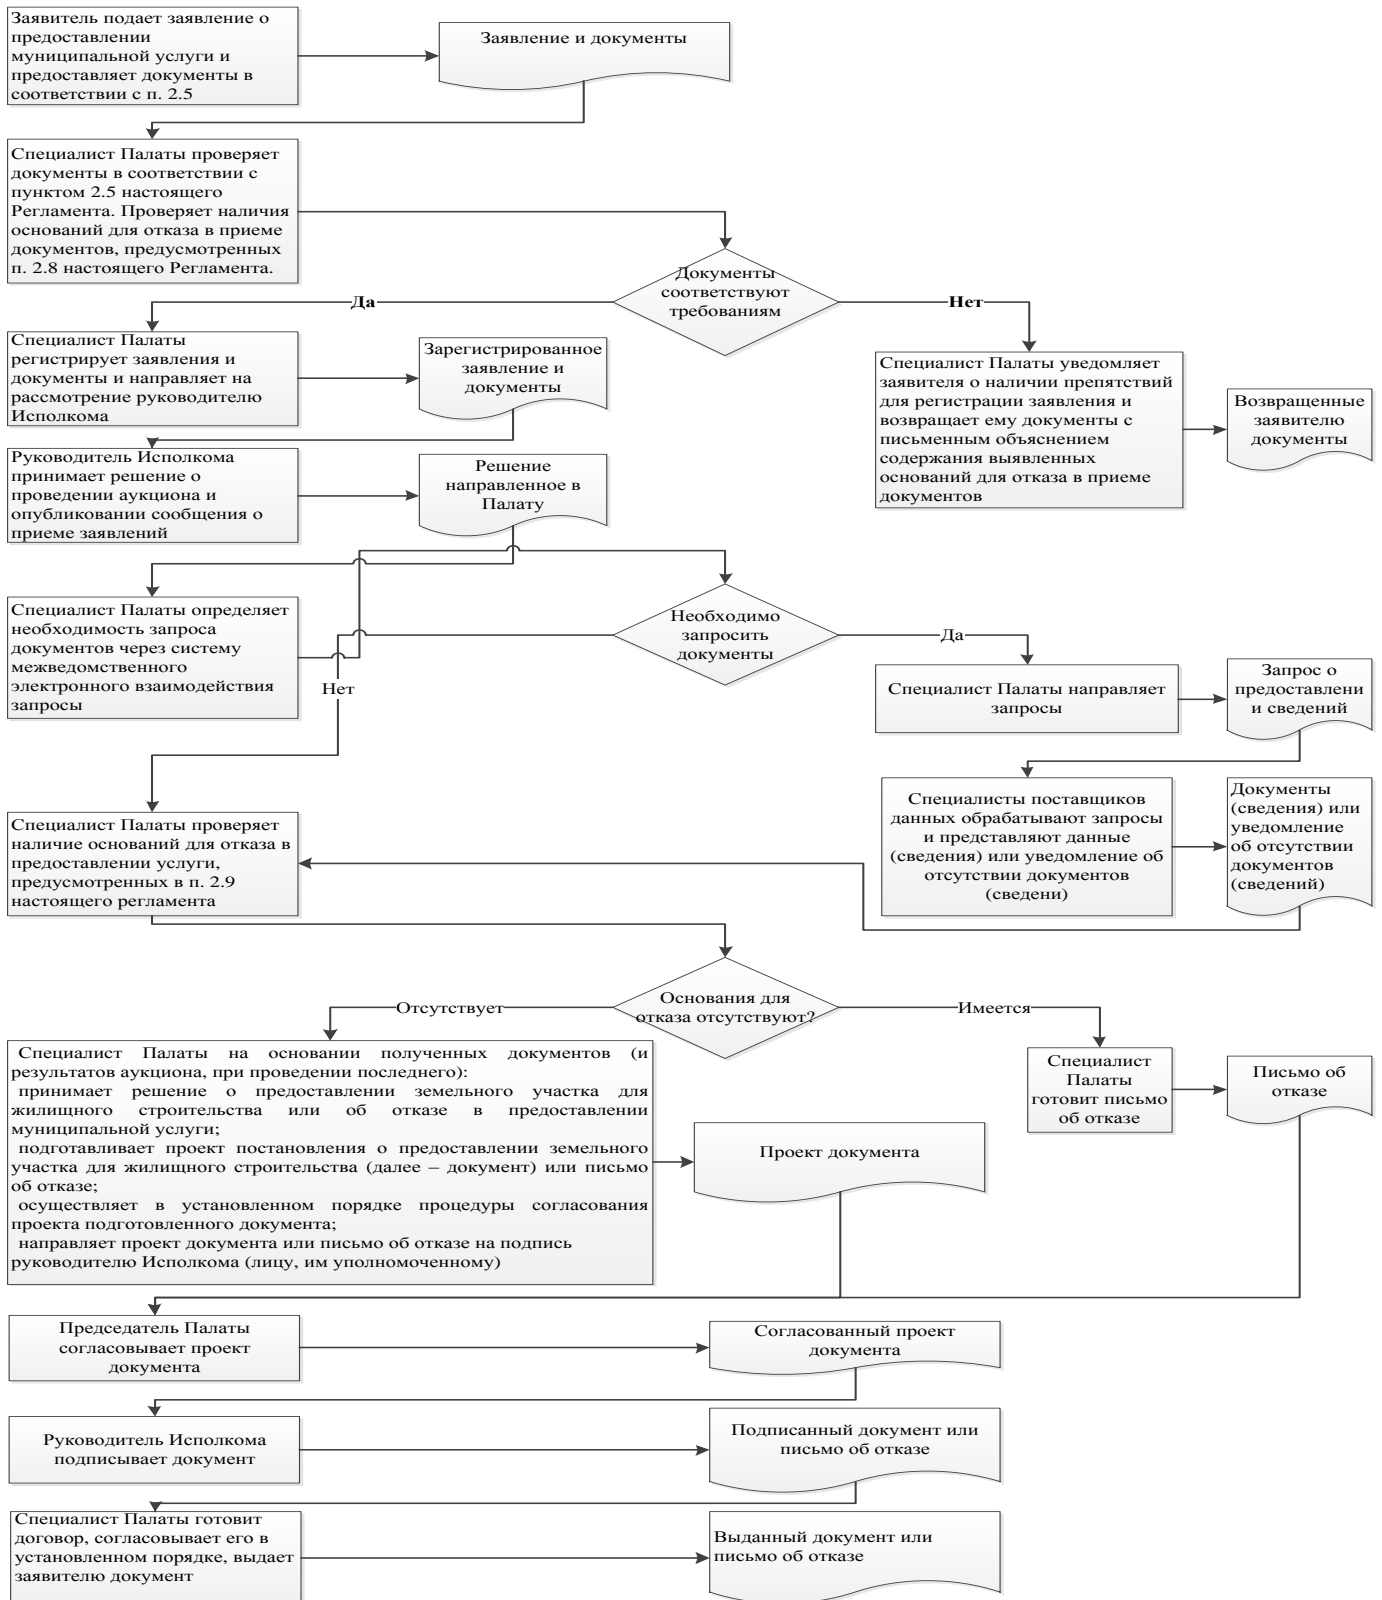 Заявитель подает заявление о
предоставлении
муниципальной услуги и
предоставляет документы в
соответствии с п. 2.5
Заявление и документы
Специалист Палаты проверяет
документы в соответствии с
пунктом 2.5 настоящего
Регламента. Проверяет наличия
оснований для отказа в приеме
документов, предусмотренных
п. 2.8 настоящего Регламента.
Документы
соответствуют
требованиям
Да
Нет
Специалист Палаты
регистрирует заявления и
документы и направляет на
рассмотрение руководителю
Исполкома
Зарегистрированное
заявление и
документы
Специалист Палаты уведомляет
заявителя о наличии препятствий
для регистрации заявления и
возвращает ему документы с
письменным объяснением
содержания выявленных
оснований для отказа в приеме
документов
Возвращенные
заявителю
документы
Руководитель Исполкома
принимает решение о
проведении аукциона и
опубликовании сообщения о
приеме заявлений
Решение
направленное в
Палату
Специалист Палаты определяет
необходимость запроса
документов через систему
межведомственного
электронного взаимодействия
запросы
Необходимо
запросить
документы
Да
Нет
Специалист Палаты направляет
запросы
Запрос о
предоставлени
и сведений
Специалисты поставщиков
данных обрабатывают запросы
и представляют данные
(сведения) или уведомление об
отсутствии документов
(сведени)
Документы
(сведения) или
уведомление
об отсутствии
документов
(сведений)
Специалист Палаты проверяет
наличие оснований для отказа в
предоставлении услуги,
предусмотренных в п. 2.9
настоящего регламента
Основания для
отказа отсутствуют?
Отсутствует
Имеется
Специалист Палаты на основании полученных документов (и
результатов аукциона, при проведении последнего):
принимает решение о предоставлении земельного участка для
жилищного строительства или об отказе в предоставлении
муниципальной услуги;
подготавливает проект постановления о предоставлении земельного
участка для жилищного строительства (далее – документ) или письмо
об отказе;
осуществляет в установленном порядке процедуры согласования
проекта подготовленного документа;
направляет проект документа или письмо об отказе на подпись
руководителю Исполкома (лицу, им уполномоченному)
Проект документа
Специалист
Палаты
готовит письмо
об отказе
Письмо об
отказе
Председатель Палаты
согласовывает проект
документа
Согласованный проект
документа
Руководитель Исполкома
подписывает документ
Подписанный документ или
письмо об отказе
Специалист Палаты готовит
договор, согласовывает его в
установленном порядке, выдает
заявителю документ
Выданный документ или
письмо об отказе